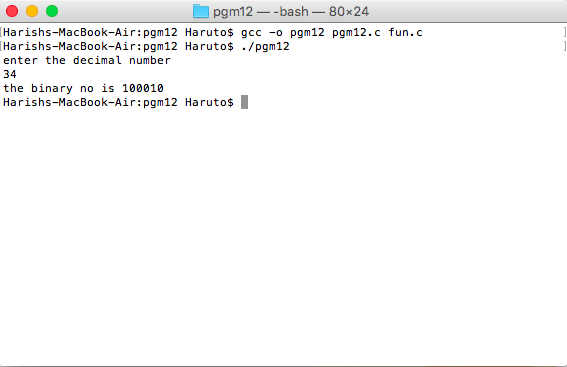 pgm12 — -bash — 80×24
[Harishs-MacBook-Air:pgm12 Haruto$ gcc -o pgm12 pgm12.c fun.c ]
[Harishs-MacBook-Air:pgm12 Haruto$ ./pgm12 ]
enter the decimal number
34
the binary no is 100010
Harishs-MacBook-Air:pgm12 Haruto$